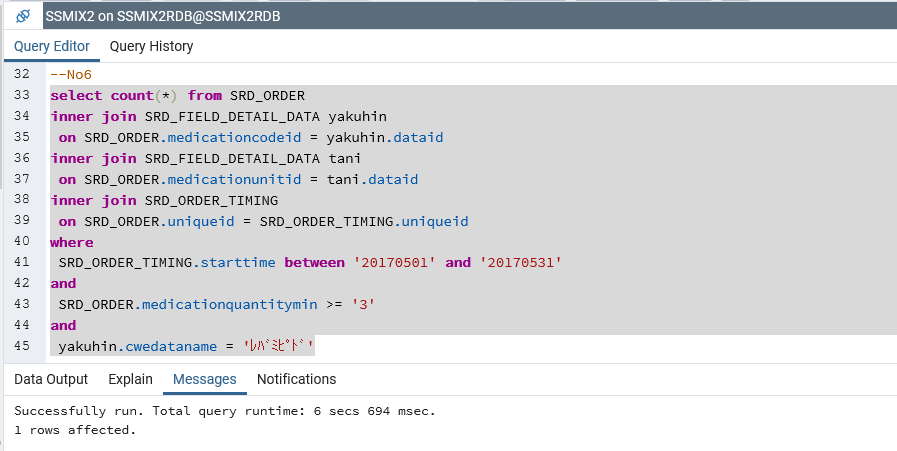 SSMIX2 on SSMIX2RDB@SSMIX2RDB
Query Editor Query History
32 --No6
33 select count(*) from SRD_ORDER
34 inner join SRD_FIELD_DETAIL_DATA yakuhin
35 on SRD_ORDER.medicationcodeid = yakuhin.dataid
36 inner join SRD_FIELD_DETAIL_DATA tani
37 on SRD_ORDER.medicationunitid = tani.dataid
38 inner join SRD_ORDER_TIMING
39 on SRD_ORDER.uniqueid = SRD_ORDER_TIMING.uniqueid
40 where
41 SRD_ORDER_TIMING.starttime between '20170501' and '20170531'
42 and
43 SRD_ORDER.medicationquantitymin >= '3'
44 and
45 yakuhin.cwedataname = 'ﾚﾊﾞﾐﾋﾟﾄﾞ'
Data Output Explain Messages Notifications
Successfully run. Total query runtime: 6 secs 694 msec.
1 rows affected.